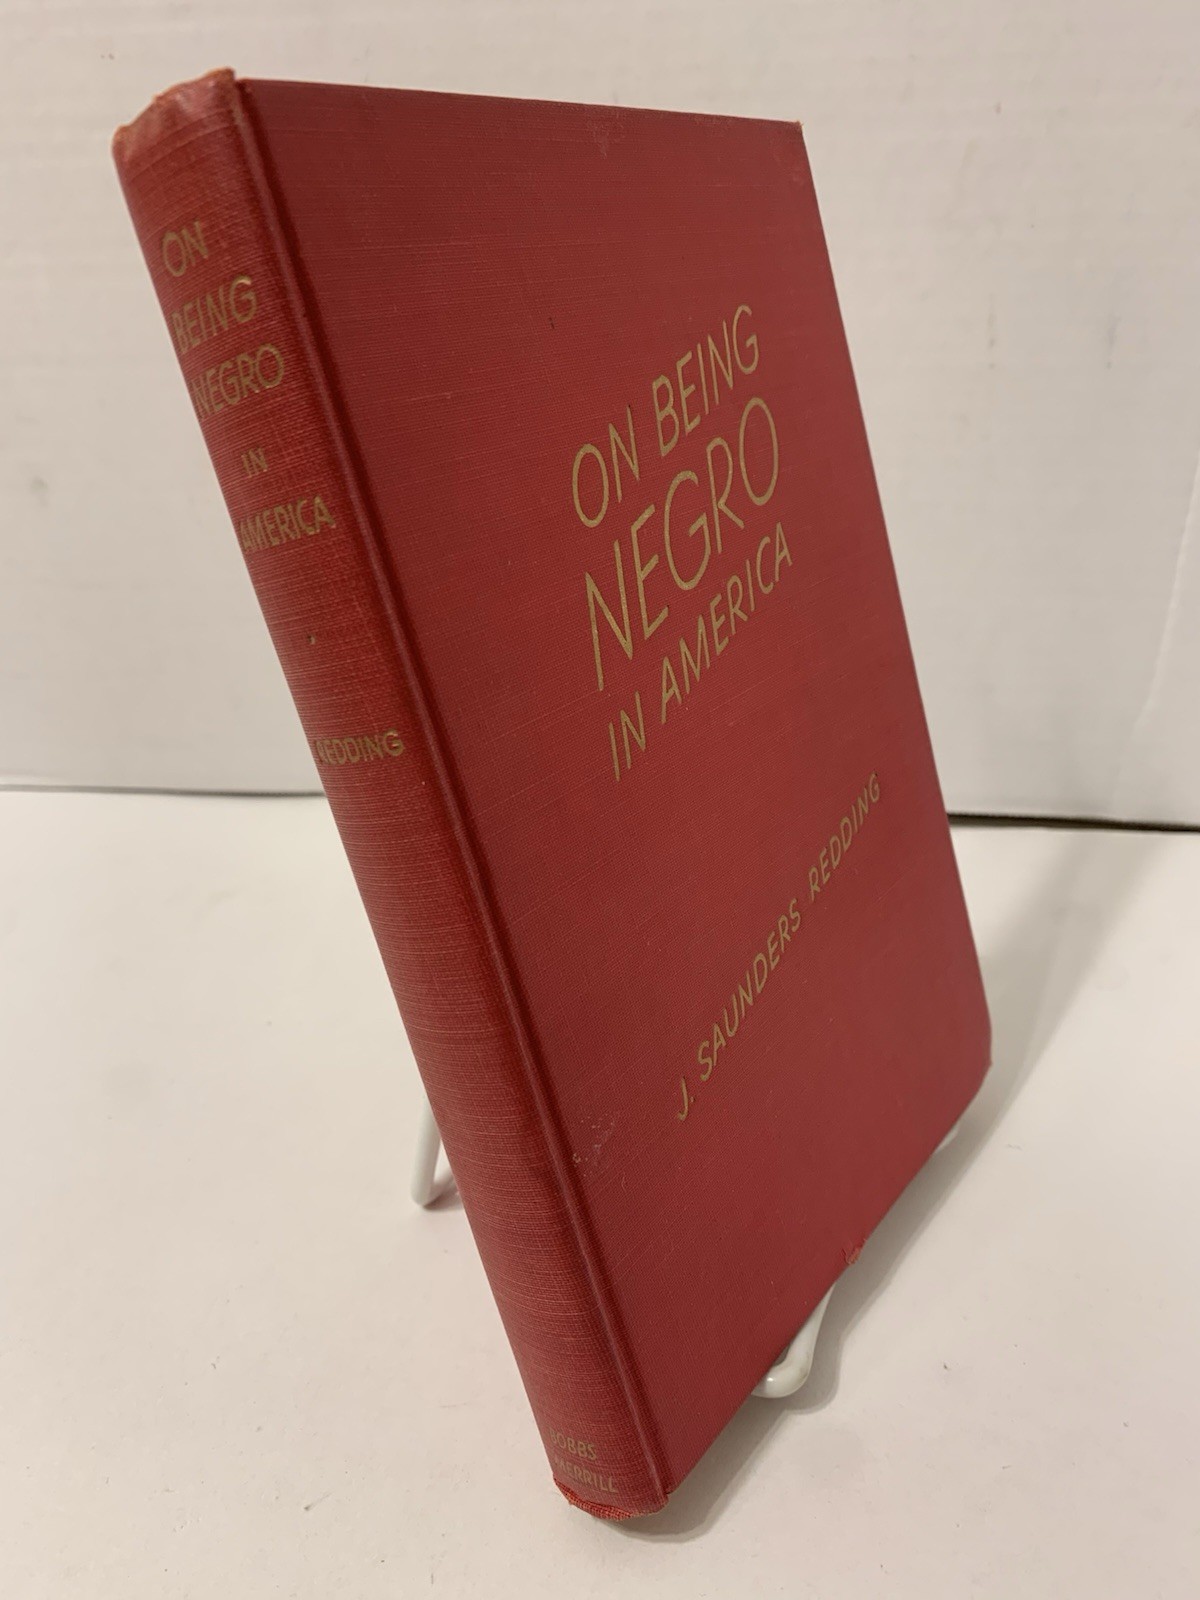 ON
BEING
NEGRO
IN
AMERICA
REDDING
BOBBS
MERRILL
ON BEING
NEGRO
IN AMERICA
J. SAUNDERS REDDING